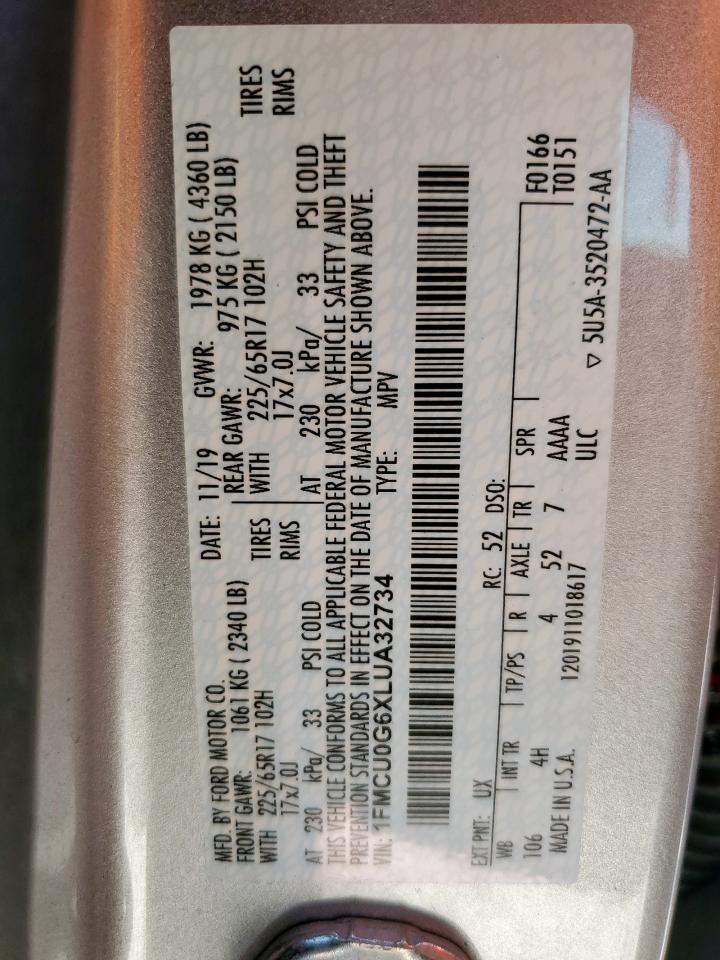 MFD. BY FORD MOTOR CO. DATE: 11/19 GVWR: 1978 KG ( 4360 LB)
FRONT GAWR: 1061 KG ( 2340 LB) REAR GAWR: 975 KG ( 2150 LB)
WITH 225/65R17 102H TIRES WITH 225/65R17 102H TIRES
17x7.0J RIMS 17x7.0J RIMS
AT 230 kPa/ 33 PSI COLD AT 230 kPa/ 33 PSI COLD
THIS VEHICLE CONFORMS TO ALL APPLICABLE FEDERAL MOTOR VEHICLE SAFETY AND THEFT
PREVENTION STANDARDS IN EFFECT ON THE DATE OF MANUFACTURE SHOWN ABOVE.
VIN: 1FMCU0G6XLUA32734 TYPE: MPV
EXT PNT: UX RC: 52 DSO:
WB INT TR TP/PS R AXLE TR SPR F0166
106 4H 4 52 7 AAAA T0151
MADE IN U.S.A. 1201911018617 ULC
▽ 5U5A-3520472-AA